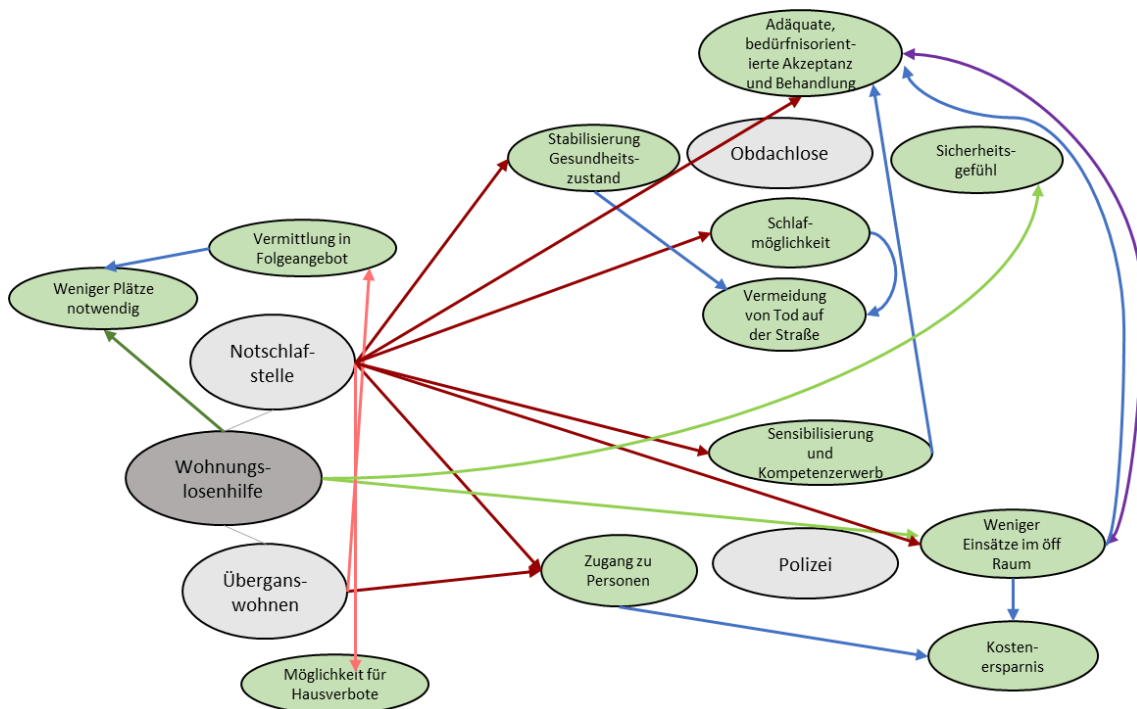 Adäquate,
bedürfnisorient-
ierte Akzeptanz
und Behandlung
Stabilisierung
Gesundheits-
zustand
Obdachlose
Sicherheits-
gefühl
Schlaf-
möglichkeit
Vermittlung in
Folgeangebot
Weniger Plätze
notwendig
Vermeidung
von Tod auf
der Straße
Notschlaf-
stelle
Sensibilisierung
und
Kompetenzerwerb
Wohnungs-
losenhilfe
Weniger
Einsätze im öff
Raum
Zugang zu
Personen
Polizei
Übergans-
wohnen
Kosten-
ersparnis
Möglichkeit für
Hausverbote